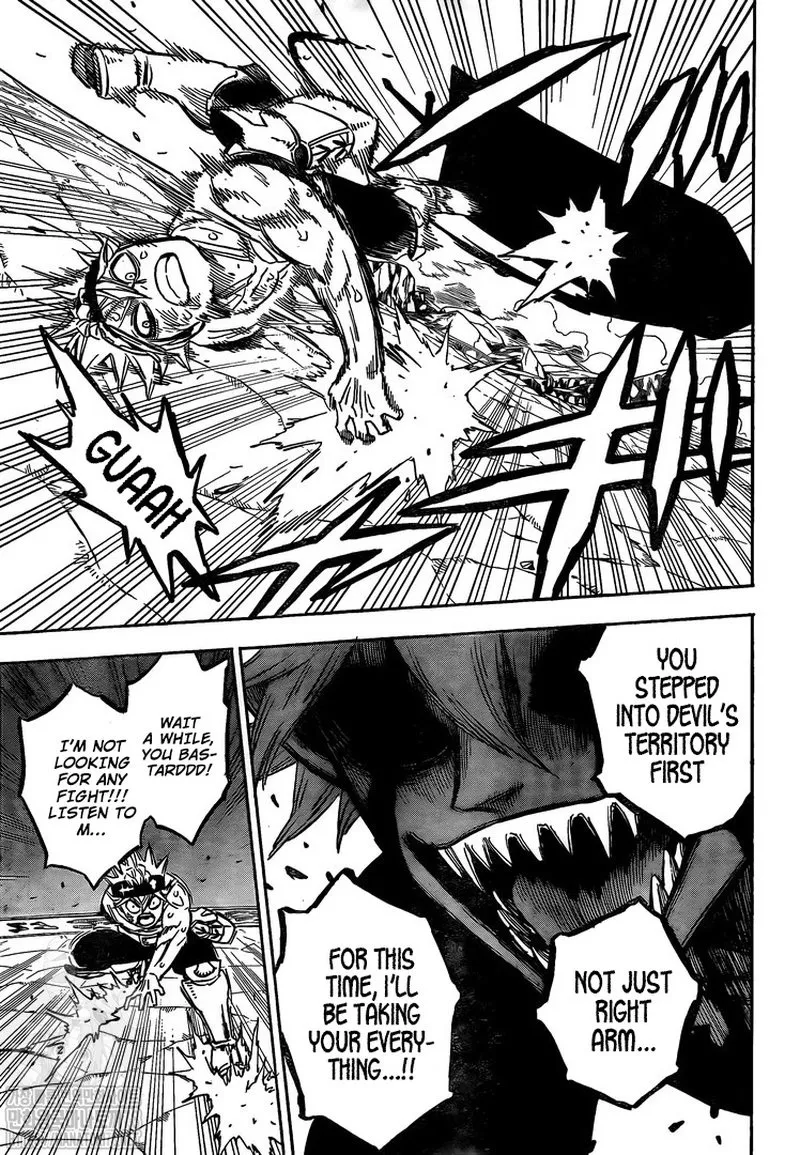 GUAAH
YOU
STEPPED
INTO DEVIL'S
TERRITORY
FIRST
NOT JUST
RIGHT
ARM...
FOR THIS
TIME, I'LL
BE TAKING
YOUR EVERY-
THING...!!
WAIT
A WHILE,
YOU BAS-
TARDDD!
I'M NOT
LOOKING
FOR ANY
FIGHT!!!
LISTEN TO
M...